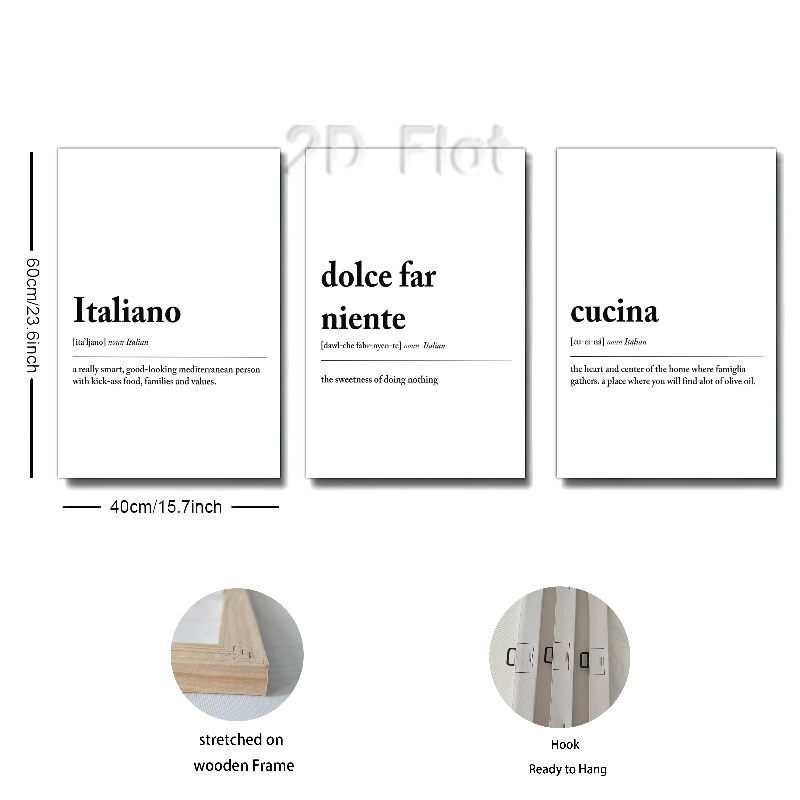 2D Flat
60cm/23.6inch
Italiano
[ita'ljano] noun Italian
a really smart, good-looking mediterranean person
with kick-ass food, families and values.
dolce far
niente
[dawl-che fahr-nyen-te] noun Italian
the sweetness of doing nothing
cucina
[cu-ci-na] noun Italian
the heart and center of the home where famiglia
gathers. a place where you will find alot of olive oil.
40cm/15.7inch
stretched on
wooden Frame
Hook
Ready to Hang